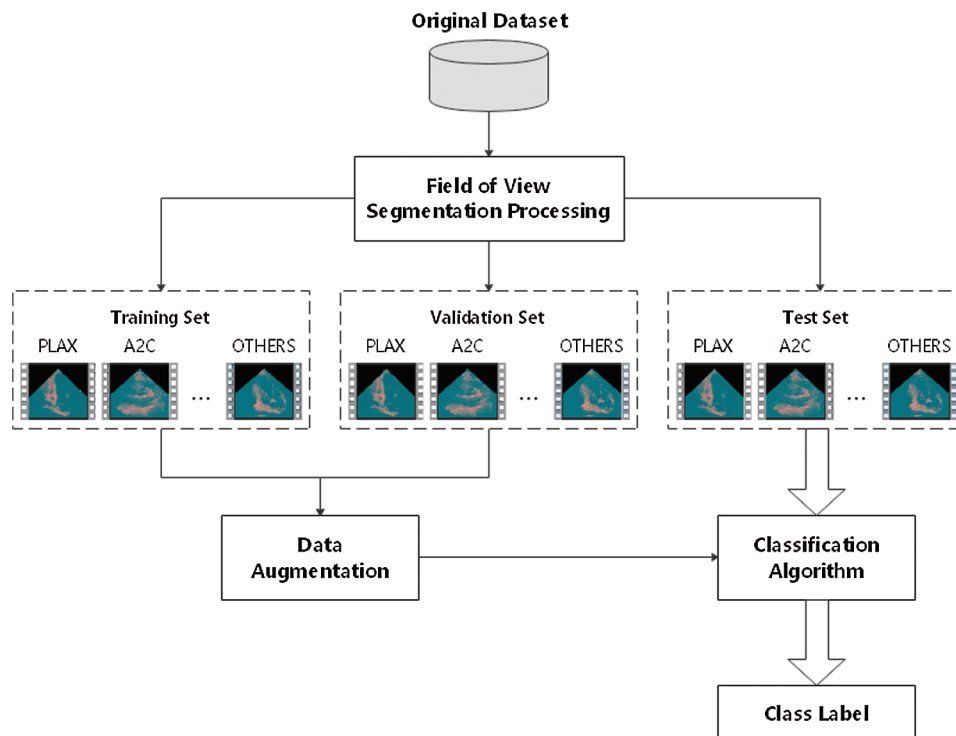 Original Dataset
Field of View
Segmentation Processing
Training Set
PLAX A2C OTHERS
...
Validation Set
PLAX A2C OTHERS
...
Test Set
PLAX A2C OTHERS
...
Data
Augmentation
Classification
Algorithm
Class Label